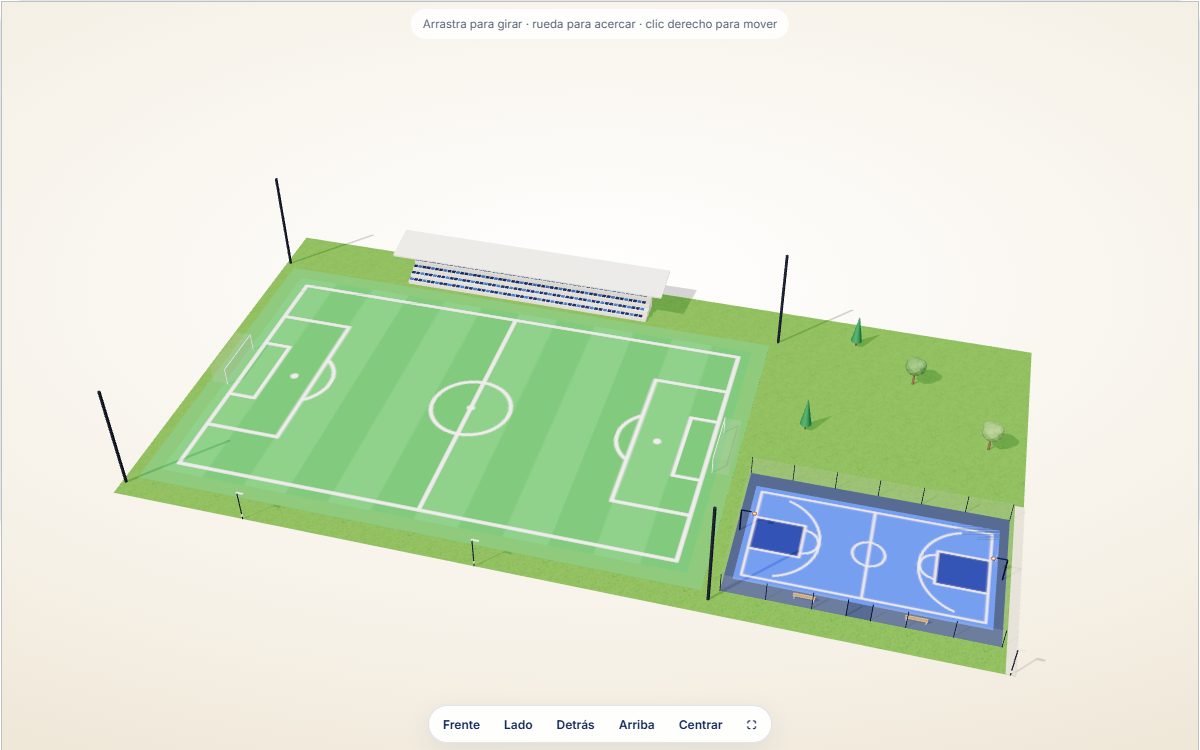 Arrastra para girar · rueda para acercar · clic derecho para mover
Frente Lado Detrás Arriba Centrar